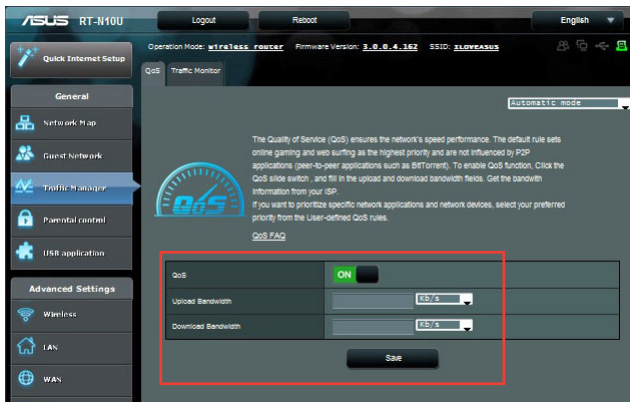 ASUS RT-N10U Logout Reboot English
Operation Mode: wireless router Firmware Version: 3.0.0.4.162 SSID: ILOVEASUS
Quick Internet Setup
QoS Traffic Monitor
General
Automatic mode
Network Map
Guest Network
Traffic Manager
Parental control
USB application
The Quality of Service (QoS) ensures the network's speed performance. The default rule sets
online gaming and web surfing as the highest priority and are not influenced by P2P
applications (peer-to-peer applications such as BitTorrent). To enable QoS function, Click the
QoS slide switch , and fill in the upload and download bandwidth fields. Get the bandwith
information from your ISP.
If you want to prioritize specific network applications and network devices, select your preferred
priority from the User-defined QoS rules.
QoS FAQ
QoS
QoS ON
Upload Bandwidth Kb/s
Download Bandwidth Kb/s
Save
Advanced Settings
Wireless
LAN
WAN